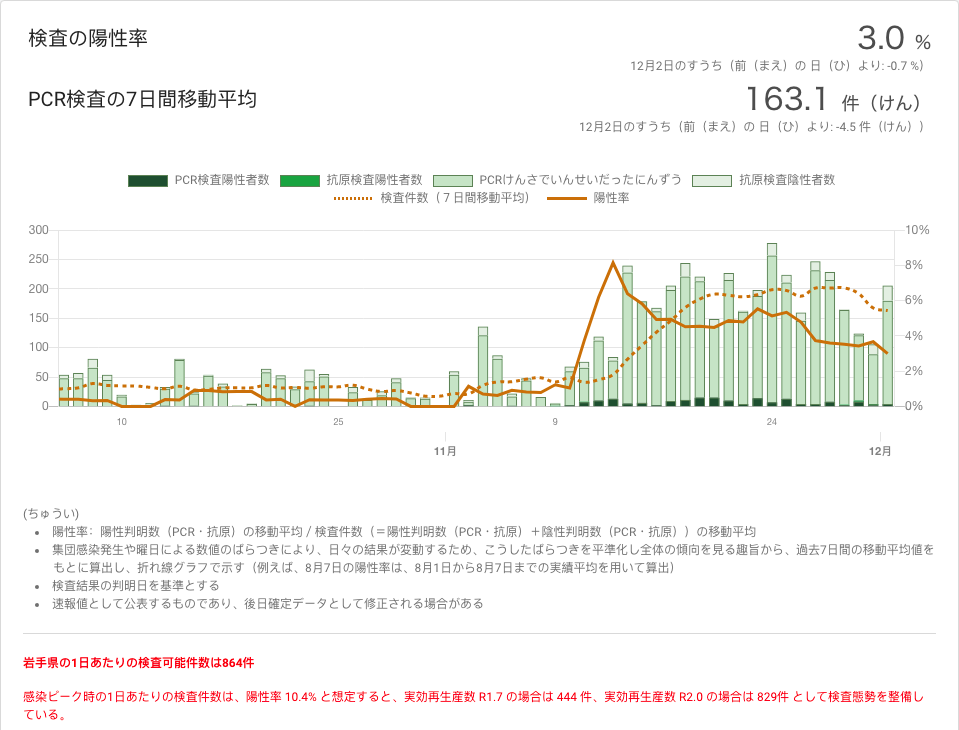 検査の陽性率
3.0 %
12月2日のすうち（前（まえ）の 日（ひ）より: -0.7 %）
PCR検査の7日間移動平均
163.1 件（けん）
12月2日のすうち（前（まえ）の 日（ひ）より: -4.5 件（けん））
PCR検査陽性者数 抗原検査陽性者数 PCRけんさでいんせいだったにんずう 抗原検査陰性者数
検査件数（７日間移動平均） 陽性率
300 10%
250 8%
200 6%
150 4%
100 2%
50 0%
0
10 25 9 24
11月 12月
(ちゅうい)
• 陽性率：陽性判明数（PCR・抗原）の移動平均 / 検査件数（＝陽性判明数（PCR・抗原）＋陰性判明数（PCR・抗原））の移動平均
• 集団感染発生や曜日による数値のばらつきにより、日々の結果が変動するため、こうしたばらつきを平準化し全体の傾向を見る趣旨から、過去7日間の移動平均値を
もとに算出し、折れ線グラフで示す（例えば、8月7日の陽性率は、8月1日から8月7日までの実績平均を用いて算出）
• 検査結果の判明日を基準とする
• 速報値として公表するものであり、後日確定データとして修正される場合がある
岩手県の1日あたりの検査可能件数は864件
感染ピーク時の1日あたりの検査件数は、陽性率 10.4% と想定すると、実効再生産数 R1.7 の場合は 444 件、実効再生産数 R2.0 の場合は 829件 として検査態勢を整備し
ている。